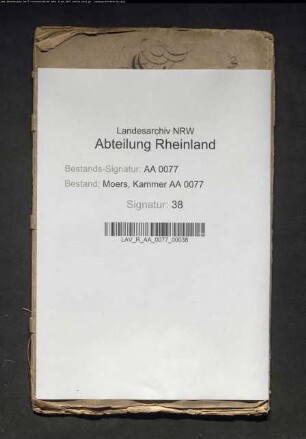 Landesarchiv NRW
Abteilung Rheinland
Bestands-Signatur: AA 0077
Bestand: Moers, Kammer AA 0077
Signatur: 38
LAV_R_AA_0077_00038